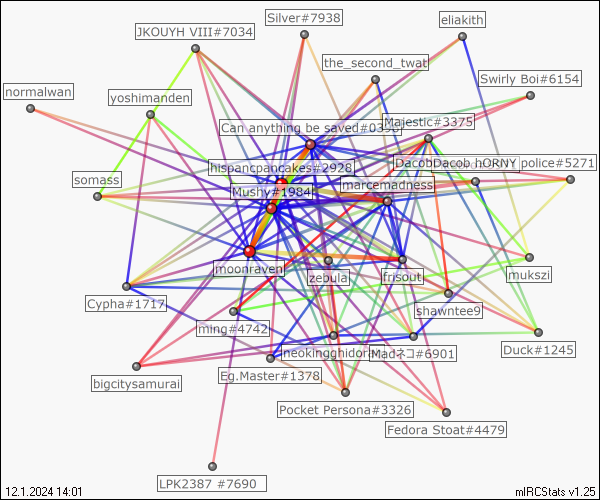 Silver#7938
eliakith
JKOUYH VIII#7034
the_second_twat
Swirly Boi#6154
normalwan
yoshimanden
Majestic#3375
Can anything be saved#03
hispanicpancakes#2928
DacobDacob
hORNY police#5271
somass
Mushy#1984
marcemadness
moonraven
zebula
frisout
mukszi
Cypha#1717
shawntee9
ming#4742
neokingghidor
Madネコ#6901
Duck#1245
bigcitysamurai
Eg.Master#1378
Pocket Persona#3326
Fedora Stoat#4479
LPK2387 #7690
12.1.2024 14:01
mIRCStats v1.25